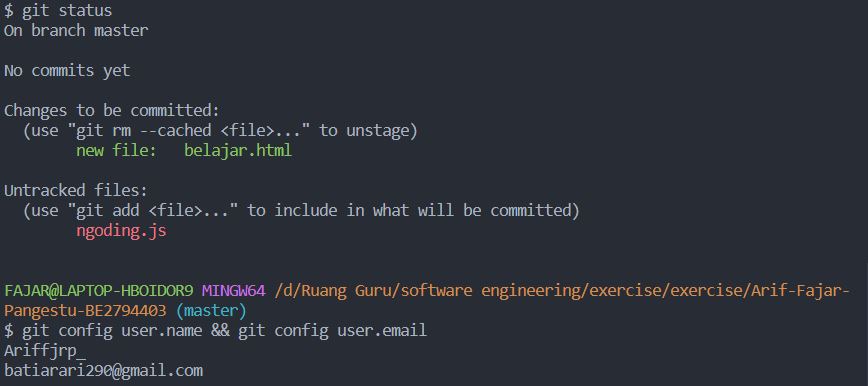 $ git status
On branch master
No commits yet
Changes to be committed:
(use "git rm --cached <file>..." to unstage)
new file: belajar.html
Untracked files:
(use "git add <file>..." to include in what will be committed)
ngoding.js
FAJAR@LAPTOP-HBOIDOR9 MINGW64 /d/Ruang Guru/software engineering/exercise/exercise/Arif-Fajar-
Pangestu-BE2794403 (master)
$ git config user.name && git config user.email
Ariffjrp_
batiarari290@gmail.com